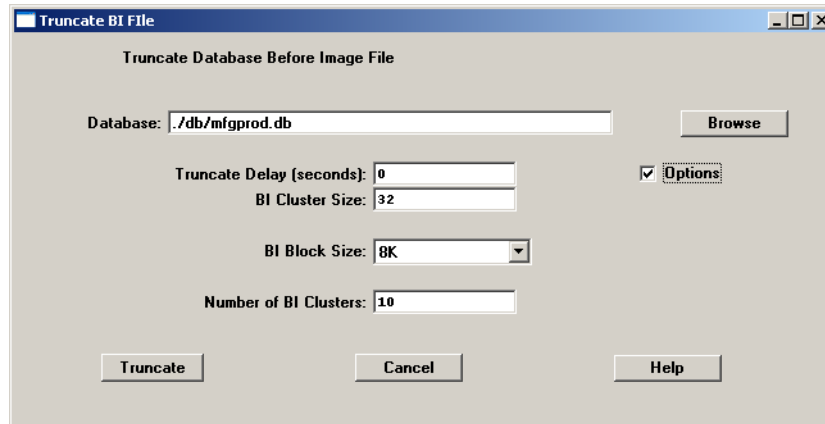 Truncate BI FIle
Truncate Database Before Image File
Database: ./db/mfgprod.db Browse
Truncate Delay (seconds): 0 Options
BI Cluster Size: 32
BI Block Size: 8K
Number of BI Clusters: 10
Truncate Cancel Help